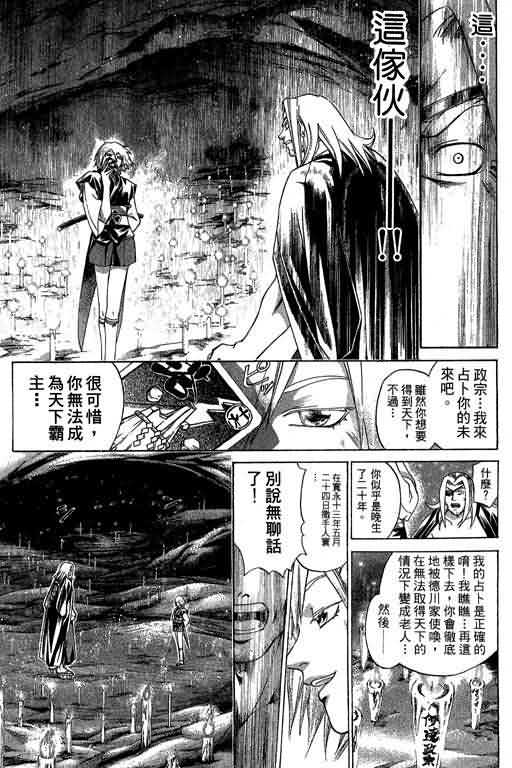 這‥‥‥
這傢伙——!!
政宗…我來
占卜你的未
來吧。
雖然你想要
得到天下，
不過…
很可惜，
你無法成
為天下霸
主…
什麼？
你似乎是晚生
了二十年。
我的占卜是正確的
唷！我瞧瞧…再這
樣下去，你會徹底
地被德川家使喚，
在無法取得天下的
情況下變成老人…
然後——
在寬永十三年五月
二十四日撒手人寰
別說無聊話
了！
伊達政宗